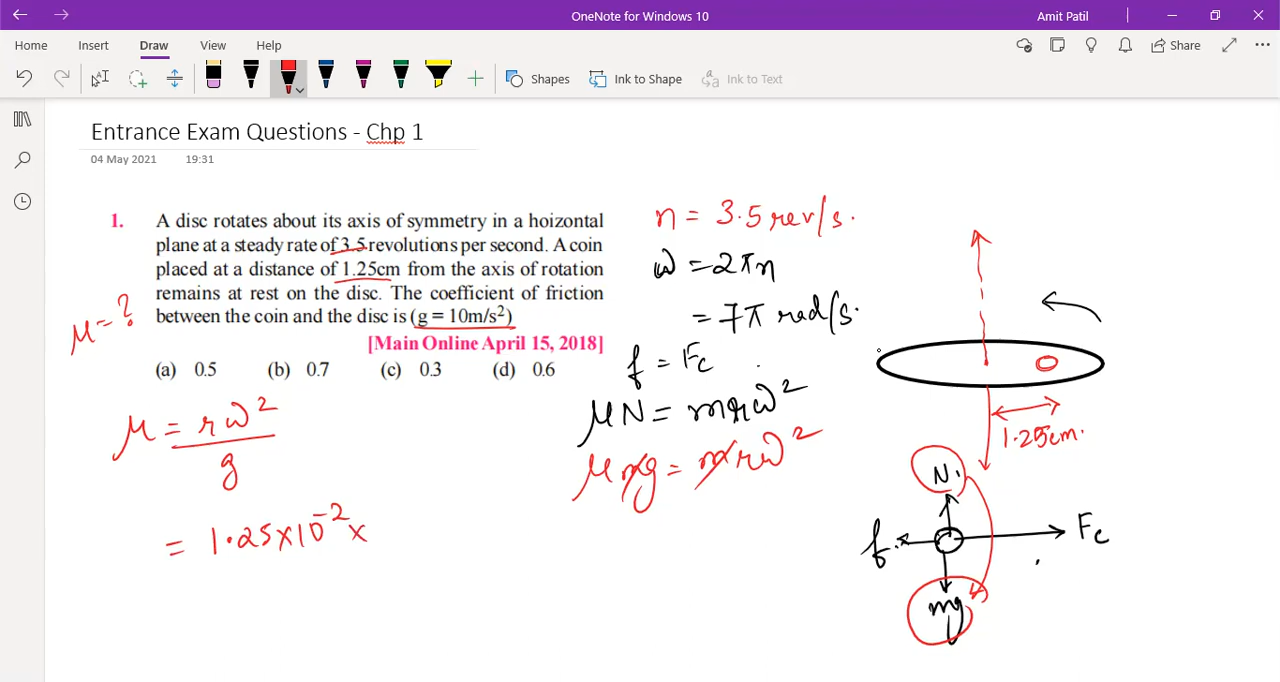 OneNote for Windows 10
Amit Patil
Home Insert Draw View Help
Share
Shapes
Ink to Shape
Ink to Text
Entrance Exam Questions - Chp 1
04 May 2021 19:31
1. A disc rotates about its axis of symmetry in a hoizontal
plane at a steady rate of 3.5 revolutions per second. A coin
placed at a distance of 1.25cm from the axis of rotation
remains at rest on the disc. The coefficient of friction
between the coin and the disc is (g = 10m/s²)
[Main Online April 15, 2018]
(a) 0.5 (b) 0.7 (c) 0.3 (d) 0.6
μ = ?
μ = rω²
g
= 1.25×10⁻² ×
n = 3.5 rev/s.
ω = 2πn
= 7π rad/s.
f = Fc
μN = mrω²
μmg = mrω²
1.25cm.
N.
f
Fc
mg